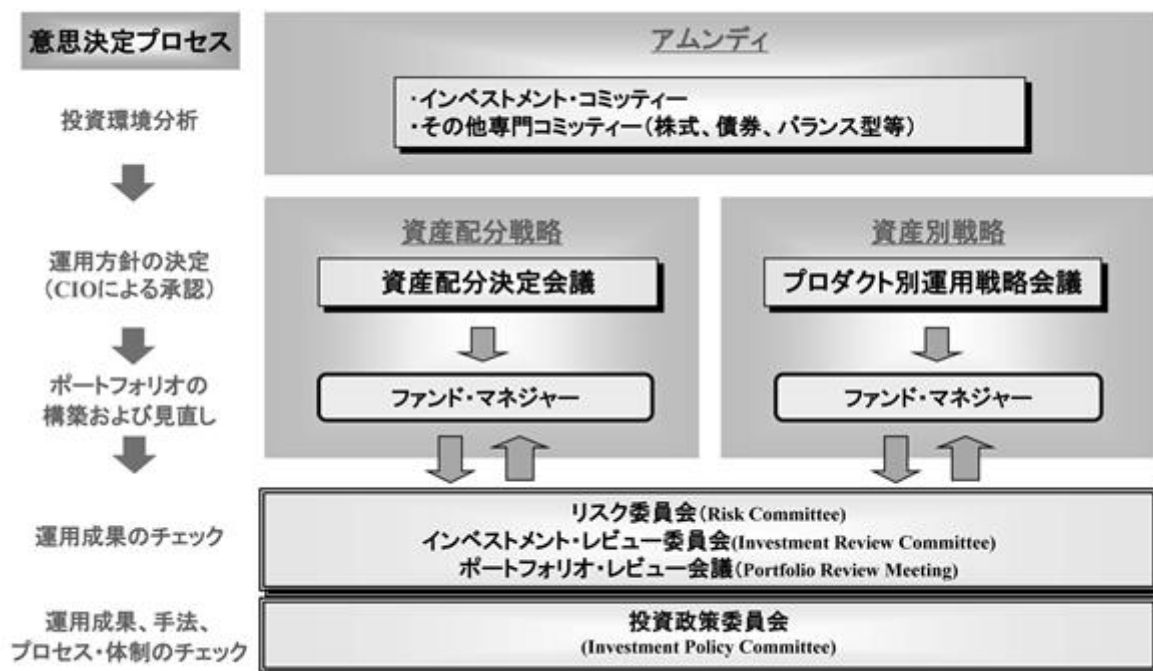 意思決定プロセス
アムンディ
投資環境分析
・インベストメント・コミッティー
・その他専門コミッティー(株式、債券、バランス型等)
運用方針の決定
(CIOによる承認)
資産配分戦略
資産配分決定会議
資産別戦略
プロダクト別運用戦略会議
ポートフォリオの
構築および見直し
ファンド・マネジャー
ファンド・マネジャー
運用成果のチェック
リスク委員会(Risk Committee)
インベストメント・レビュー委員会(Investment Review Committee)
ポートフォリオ・レビュー会議(Portfolio Review Meeting)
運用成果、手法、
プロセス・体制のチェック
投資政策委員会
(Investment Policy Committee)